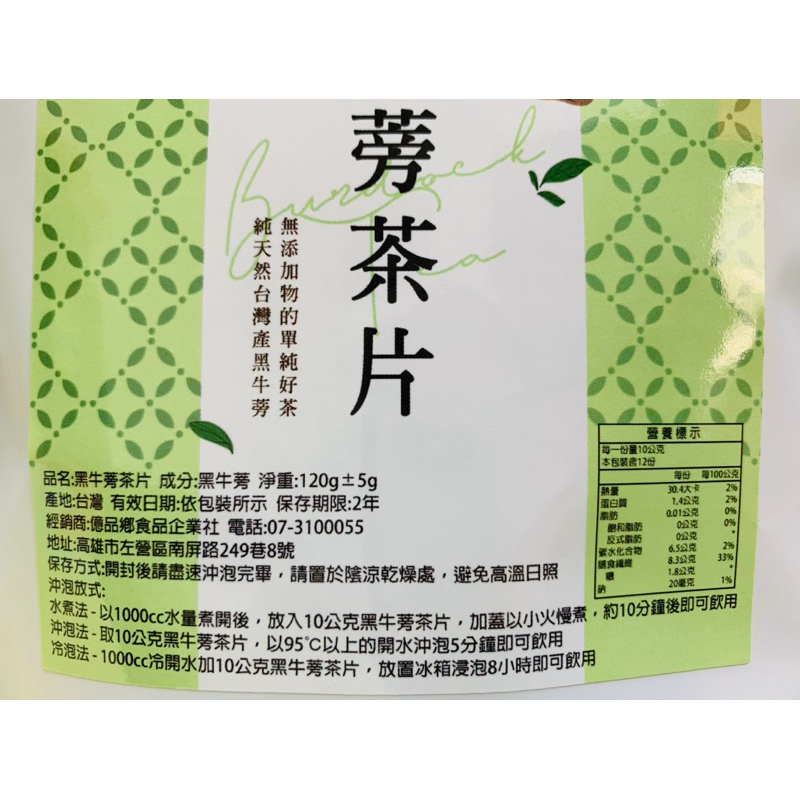 蒡茶片
Burdock
Tea
無添加物的單純好茶
純天然台灣產黑牛蒡
品名:黑牛蒡茶片 成分:黑牛蒡 淨重:120g±5g
產地:台灣 有效日期:依包裝所示 保存期限:2年
經銷商:億品鄉食品企業社 電話:07-3100055
地址:高雄市左營區南屏路249巷8號
保存方式:開封後請盡速沖泡完畢，請置於陰涼乾燥處，避免高溫日照
沖泡放式:
水煮法 - 以1000cc水量煮開後，放入10公克黑牛蒡茶片，加蓋以小火慢煮，約10分鐘後即可飲用
沖泡法 - 取10公克黑牛蒡茶片，以95℃以上的開水沖泡5分鐘即可飲用
冷泡法 - 1000cc冷開水加10公克黑牛蒡茶片，放置冰箱浸泡8小時即可飲用
營養標示
每一份量10公克
本包裝含12份
每份 每100公克
熱量 30.4大卡 2%
蛋白質 1.4公克 2%
脂肪 0.01公克 0%
飽和脂肪 0公克 0%
反式脂肪 0公克 *
碳水化合物 6.5公克 2%
膳食纖維 8.3公克 33%
糖 1.8公克 *
鈉 20毫克 1%